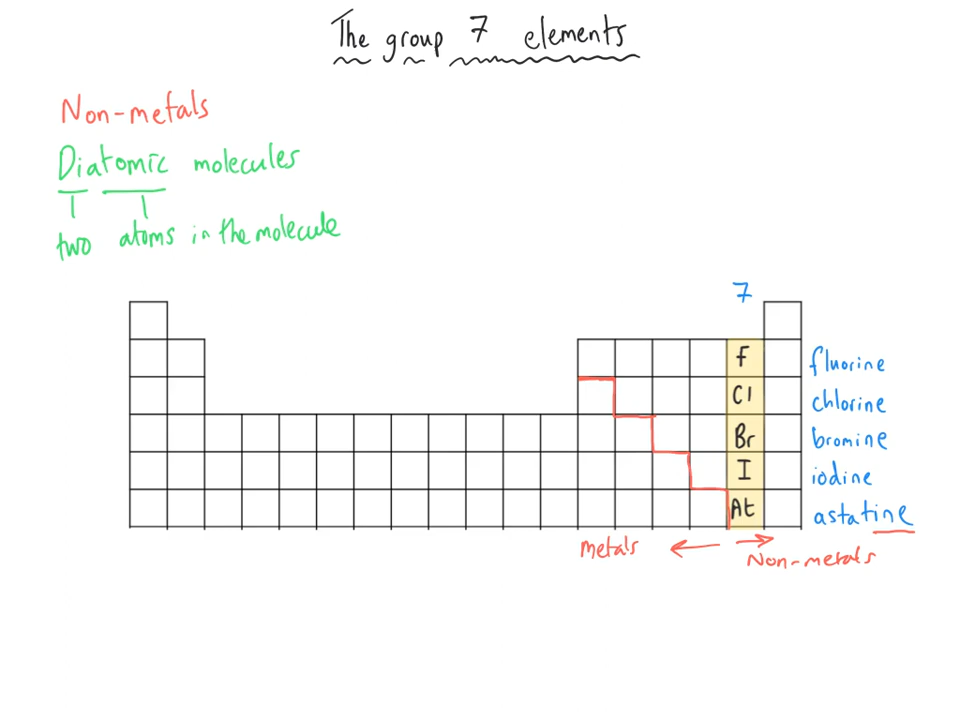 The group 7 elements
Non-metals
Diatomic molecules
two atoms in the molecule
7
F fluorine
Cl chlorine
Br bromine
I iodine
At astatine
metals
Non-metals